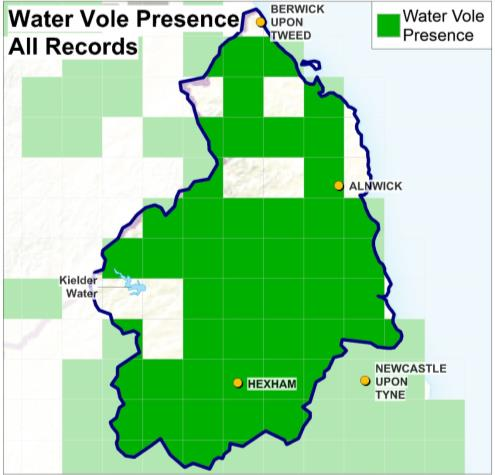 Water Vole Presence
All Records
BERWICK
UPON
TWEED
Water Vole
Presence
ALNWICK
Kielder
Water
HEXHAM
NEWCASTLE
UPON
TYNE